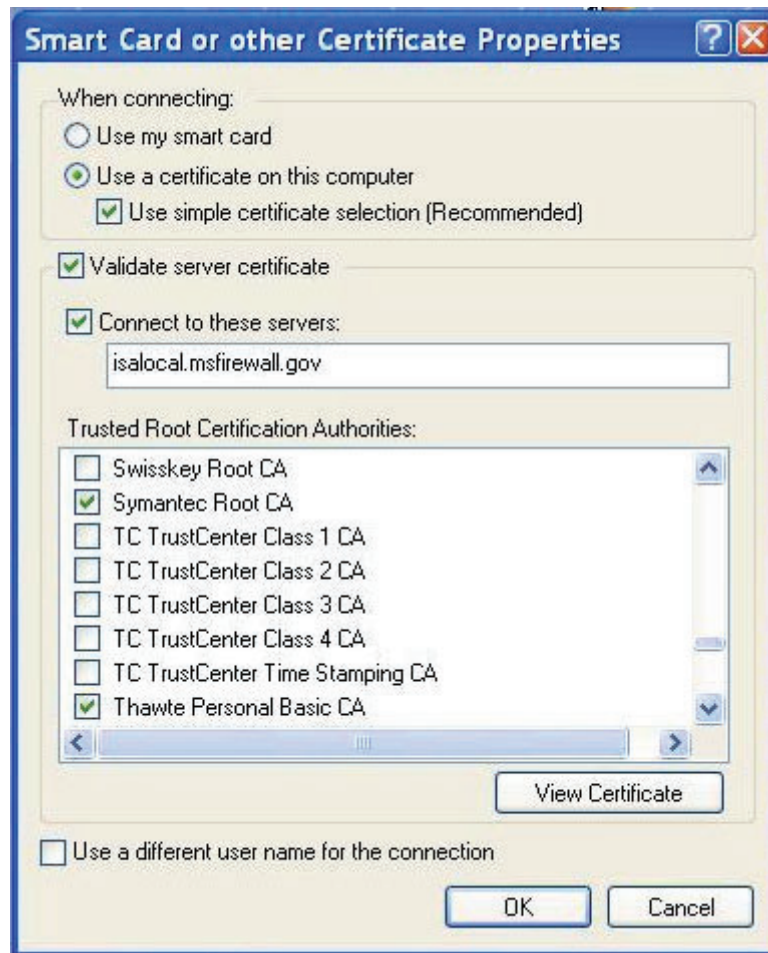 Smart Card or other Certificate Properties
When connecting:
Use my smart card
Use a certificate on this computer
Use simple certificate selection (Recommended)
Validate server certificate
Connect to these servers:
isalocal.msfirewall.gov
Trusted Root Certification Authorities:
Swisskey Root CA
Symantec Root CA
TC TrustCenter Class 1 CA
TC TrustCenter Class 2 CA
TC TrustCenter Class 3 CA
TC TrustCenter Class 4 CA
TC TrustCenter Time Stamping CA
Thawte Personal Basic CA
View Certificate
Use a different user name for the connection
OK Cancel